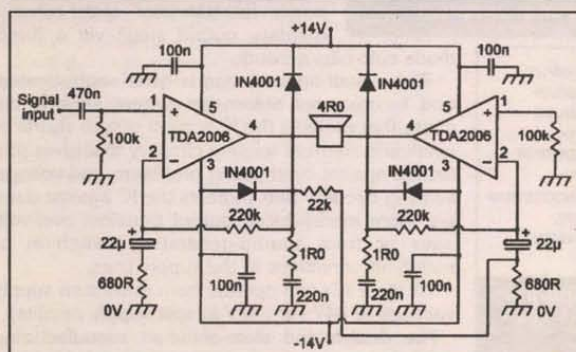 +14V
100n
100n
IN4001
IN4001
Signal
input
470n
4R0
1
5
TDA2006
4
2
3
5
1
TDA2006
4
3
2
100k
100k
IN4001
IN4001
22k
220k
220k
22µ
22µ
1R0
1R0
100n
100n
680R
680R
220n
220n
0V
0V
-14V